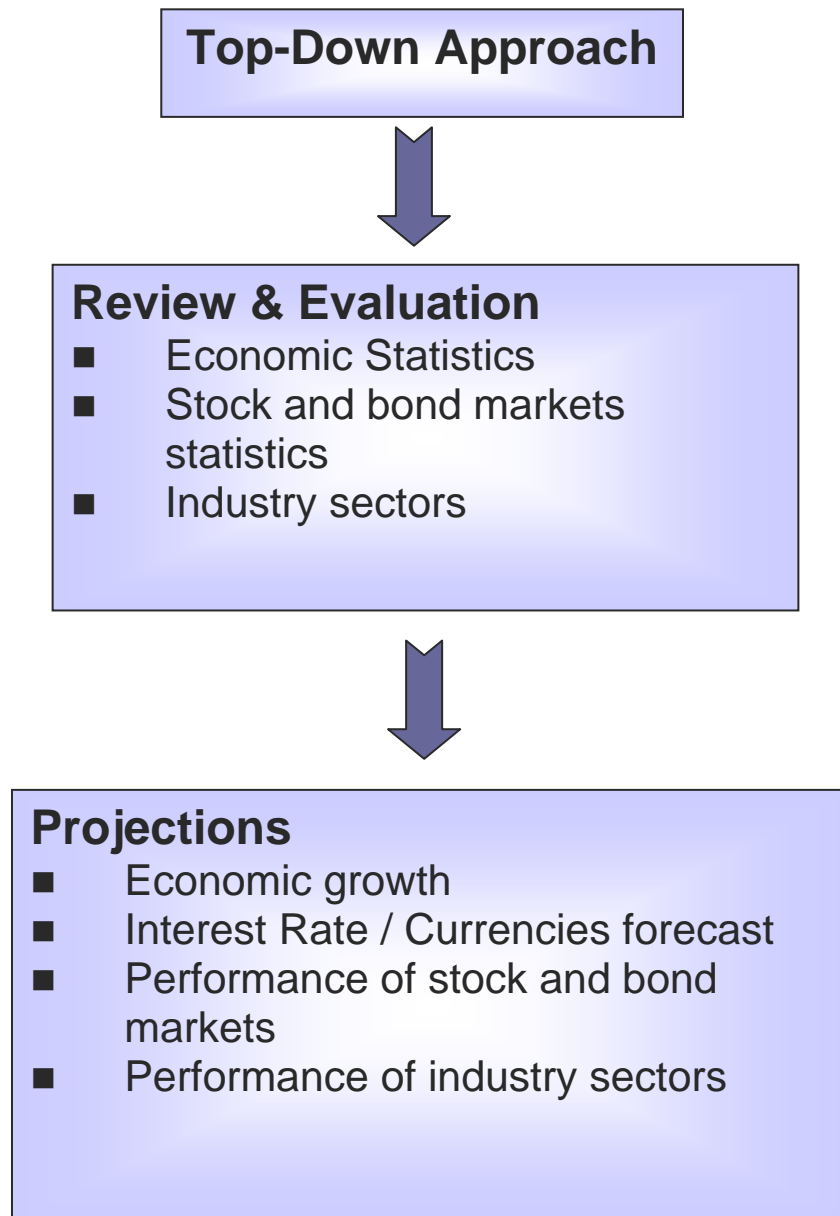 Top-Down Approach
Review & Evaluation
■ Economic Statistics
■ Stock and bond markets
statistics
■ Industry sectors
Projections
■ Economic growth
■ Interest Rate / Currencies forecast
■ Performance of stock and bond
markets
■ Performance of industry sectors